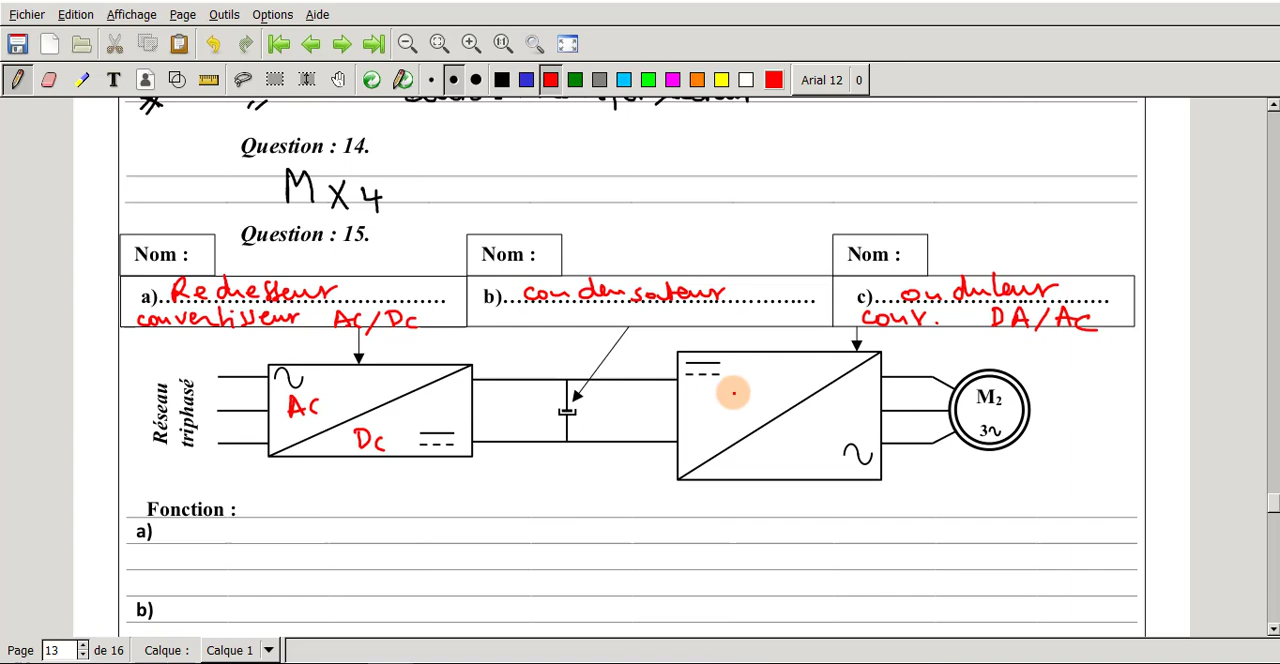 Fichier Edition Affichage Page Outils Options Aide
T 1:1 Arial 12 0
Question : 14.
M x 4
Question : 15.
Nom : Nom : Nom :
a)...Redresseur........................ b)...condensateur........................ c)....onduleur........................
convertisseur AC/DC conv. DA/AC
Réseau triphasé
AC
DC
M2
3∿
Fonction :
a)
b)
Page 13 de 16 Calque : Calque 1